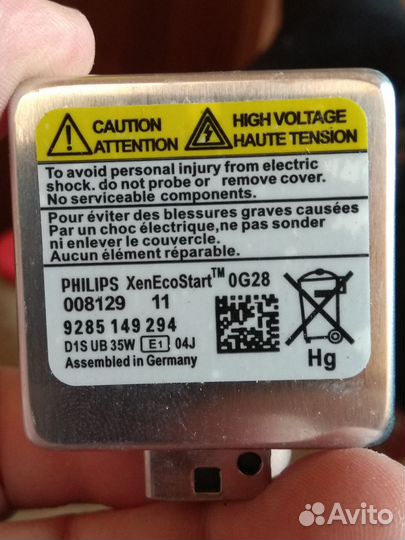 CAUTION
ATTENTION
HIGH VOLTAGE
HAUTE TENSION
To avoid personal injury from electric
shock. do not probe or remove cover.
No serviceable components.
Pour éviter des blessures graves causées
Par un choc électrique,ne pas sonder
ni enlever le couvercle.
Aucun élément réparable.
PHILIPS XenEcoStart™ 0G28
008129 11
9285 149 294
D1S UB 35W E1 04J
Assembled in Germany
Hg
Avito